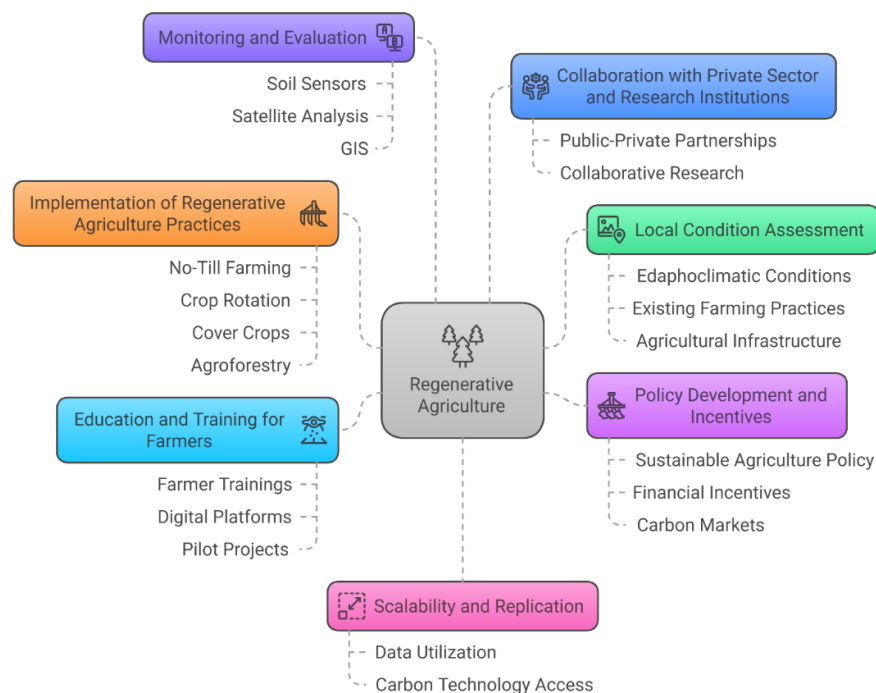 Monitoring and Evaluation
Soil Sensors
Satellite Analysis
GIS
Collaboration with Private Sector
and Research Institutions
Public-Private Partnerships
Collaborative Research
Implementation of Regenerative
Agriculture Practices
No-Till Farming
Crop Rotation
Cover Crops
Agroforestry
Local Condition Assessment
Edaphoclimatic Conditions
Existing Farming Practices
Agricultural Infrastructure
Regenerative
Agriculture
Education and Training for
Farmers
Farmer Trainings
Digital Platforms
Pilot Projects
Policy Development and
Incentives
Sustainable Agriculture Policy
Financial Incentives
Carbon Markets
Scalability and Replication
Data Utilization
Carbon Technology Access